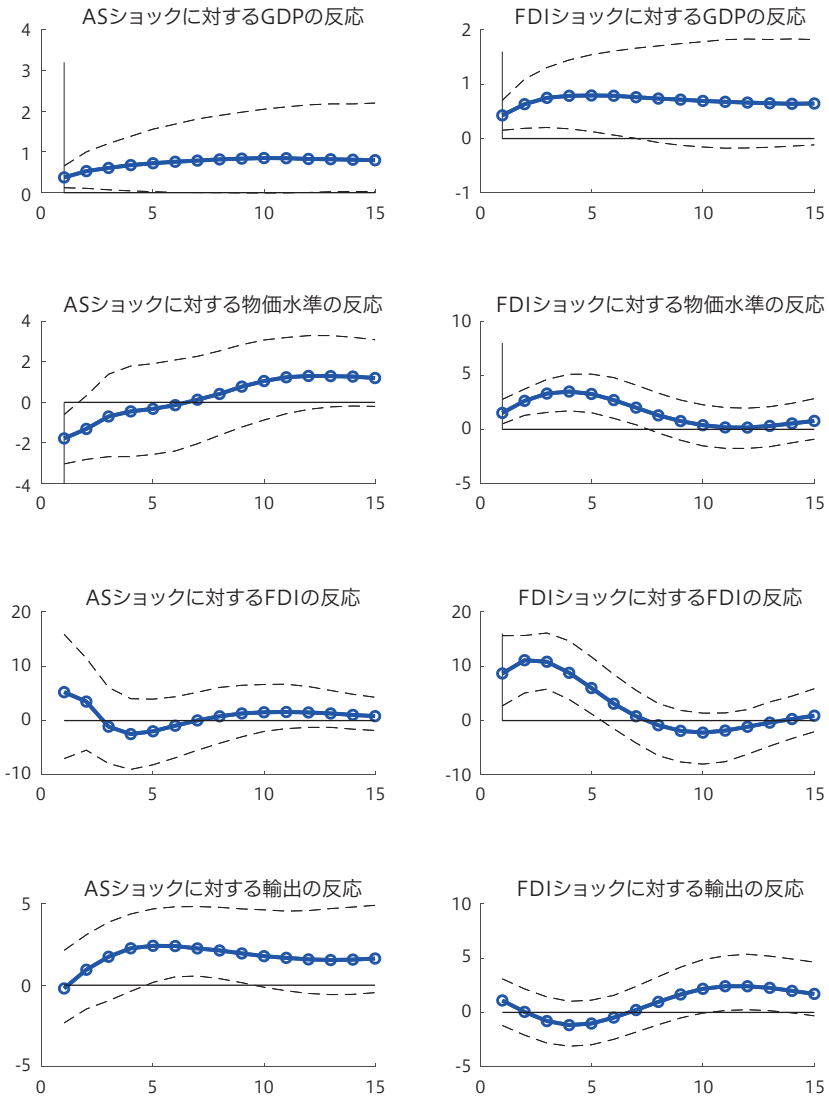 ASショックに対するGDPの反応
4
3
2
1
0
0 5 10 15
FDIショックに対するGDPの反応
2
1
0
-1
0 5 10 15
ASショックに対する物価水準の反応
4
2
0
-2
-4
0 5 10 15
FDIショックに対する物価水準の反応
10
5
0
-5
0 5 10 15
ASショックに対するFDIの反応
20
10
0
-10
0 5 10 15
FDIショックに対するFDIの反応
20
10
0
-10
0 5 10 15
ASショックに対する輸出の反応
5
0
-5
0 5 10 15
FDIショックに対する輸出の反応
10
5
0
-5
0 5 10 15